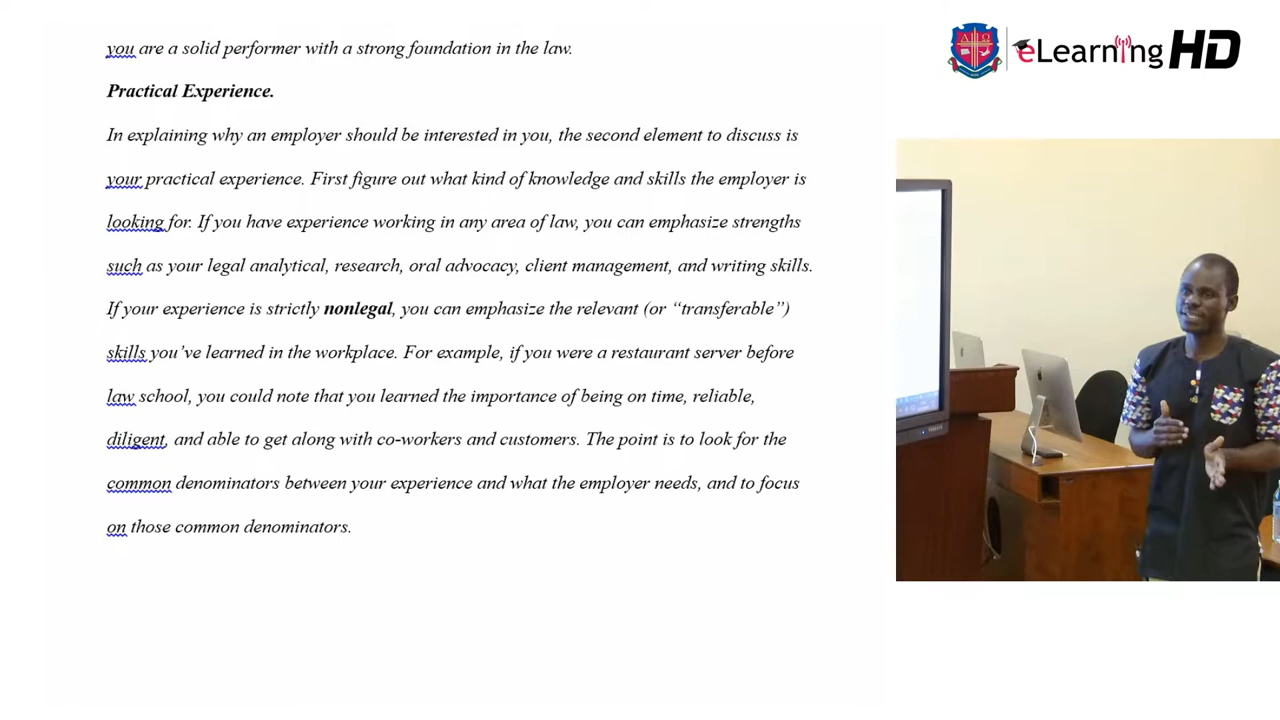 you are a solid performer with a strong foundation in the law.
Practical Experience.
In explaining why an employer should be interested in you, the second element to discuss is
your practical experience. First figure out what kind of knowledge and skills the employer is
looking for. If you have experience working in any area of law, you can emphasize strengths
such as your legal analytical, research, oral advocacy, client management, and writing skills.
If your experience is strictly nonlegal, you can emphasize the relevant (or “transferable”)
skills you’ve learned in the workplace. For example, if you were a restaurant server before
law school, you could note that you learned the importance of being on time, reliable,
diligent, and able to get along with co-workers and customers. The point is to look for the
common denominators between your experience and what the employer needs, and to focus
on those common denominators.
eLearning HD